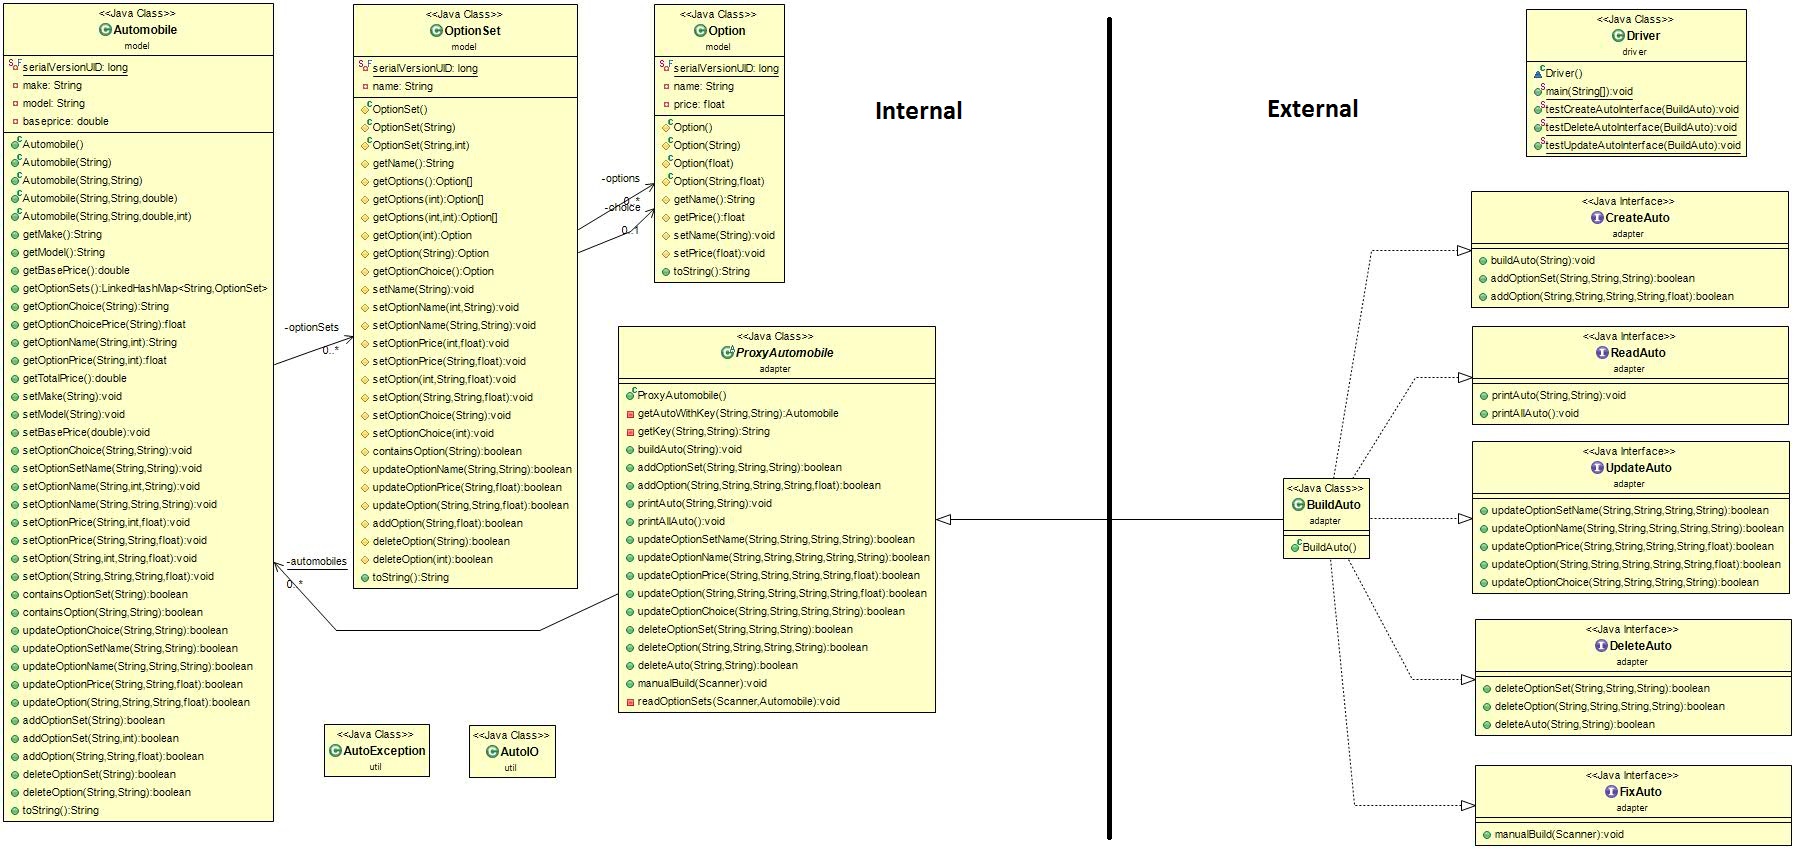 <<Java Class>>
Automobile
model
serialVersionUID: long
make: String
model: String
baseprice: double
Automobile()
Automobile(String)
Automobile(String,String)
Automobile(String,String,double)
Automobile(String,String,double,int)
getMake():String
getModel():String
getBasePrice():double
getOptionSets():LinkedHashMap<String,OptionSet>
getOptionChoice(String):String
getOptionChoicePrice(String):float
getOptionName(String,int):String
getOptionPrice(String,int):float
getTotalPrice():double
setMake(String):void
setModel(String):void
setBasePrice(double):void
setOptionChoice(String,String):void
setOptionSetName(String,String):void
setOptionName(String,int,String):void
setOptionName(String,String,String):void
setOptionPrice(String,int,float):void
setOptionPrice(String,String,float):void
setOption(String,int,String,float):void
setOption(String,String,String,float):void
containsOptionSet(String):boolean
containsOption(String,String):boolean
updateOptionChoice(String,String):boolean
updateOptionSetName(String,String):boolean
updateOptionName(String,String,String):boolean
updateOptionPrice(String,String,float):boolean
updateOption(String,String,String,float):boolean
addOptionSet(String):boolean
addOptionSet(String,int):boolean
addOption(String,String,float):boolean
deleteOptionSet(String):boolean
deleteOption(String,String):boolean
toString():String
-optionSets
0..*
-automobiles
0..*
<<Java Class>>
OptionSet
model
serialVersionUID: long
name: String
OptionSet()
OptionSet(String)
OptionSet(String,int)
getName():String
getOptions():Option[]
getOptions(int):Option[]
getOptions(int,int):Option[]
getOption(int):Option
getOption(String):Option
getOptionChoice():Option
setName(String):void
setOptionName(int,String):void
setOptionName(String,String):void
setOptionPrice(int,float):void
setOptionPrice(String,float):void
setOption(int,String,float):void
setOption(String,String,float):void
setOptionChoice(String):void
setOptionChoice(int):void
containsOption(String):boolean
updateOptionName(String,String):boolean
updateOptionPrice(String,float):boolean
updateOption(String,String,float):boolean
addOption(String,float):boolean
deleteOption(String):boolean
deleteOption(int):boolean
toString():String
-options
0..*
-choice
0..1
<<Java Class>>
Option
model
serialVersionUID: long
name: String
price: float
Option()
Option(String)
Option(float)
Option(String,float)
getName():String
getPrice():float
setName(String):void
setPrice(float):void
toString():String
<<Java Class>>
ProxyAutomobile
adapter
ProxyAutomobile()
getAutoWithKey(String,String):Automobile
getKey(String,String):String
buildAuto(String):void
addOptionSet(String,String,String):boolean
addOption(String,String,String,String,float):boolean
printAuto(String,String):void
printAllAuto():void
updateOptionSetName(String,String,String,String):boolean
updateOptionName(String,String,String,String,String):boolean
updateOptionPrice(String,String,String,String,float):boolean
updateOption(String,String,String,String,String,float):boolean
updateOptionChoice(String,String,String,String):boolean
deleteOptionSet(String,String,String):boolean
deleteOption(String,String,String,String):boolean
deleteAuto(String,String):boolean
manualBuild(Scanner):void
readOptionSets(Scanner,Automobile):void
<<Java Class>>
AutoException
util
<<Java Class>>
AutoIO
util
Internal
External
<<Java Class>>
Driver
driver
Driver()
main(String[]):void
testCreateAutoInterface(BuildAuto):void
testDeleteAutoInterface(BuildAuto):void
testUpdateAutoInterface(BuildAuto):void
<<Java Class>>
BuildAuto
adapter
BuildAuto()
<<Java Interface>>
CreateAuto
adapter
buildAuto(String):void
addOptionSet(String,String,String):boolean
addOption(String,String,String,String,float):boolean
<<Java Interface>>
ReadAuto
adapter
printAuto(String,String):void
printAllAuto():void
<<Java Interface>>
UpdateAuto
adapter
updateOptionSetName(String,String,String,String):boolean
updateOptionName(String,String,String,String,String):boolean
updateOptionPrice(String,String,String,String,float):boolean
updateOption(String,String,String,String,String,float):boolean
updateOptionChoice(String,String,String,String):boolean
<<Java Interface>>
DeleteAuto
adapter
deleteOptionSet(String,String,String):boolean
deleteOption(String,String,String,String):boolean
deleteAuto(String,String):boolean
<<Java Interface>>
FixAuto
adapter
manualBuild(Scanner):void